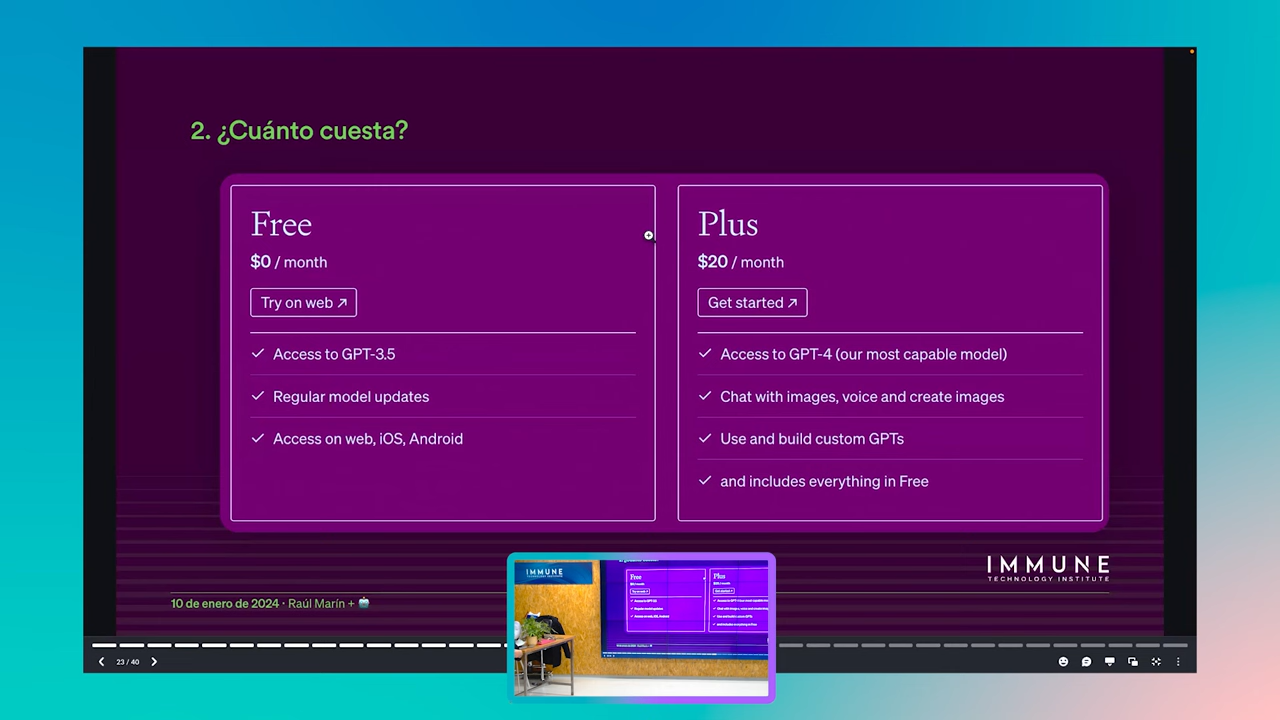 2. ¿Cuánto cuesta?
Free
$0 / month
Try on web ↗
✓ Access to GPT-3.5
✓ Regular model updates
✓ Access on web, iOS, Android
Plus
$20 / month
Get started ↗
✓ Access to GPT-4 (our most capable model)
✓ Chat with images, voice and create images
✓ Use and build custom GPTs
✓ and includes everything in Free
IMMUNE
TECHNOLOGY INSTITUTE
10 de enero de 2024 · Raúl Marín +
23 / 40
IMMUNE
Free
Plus